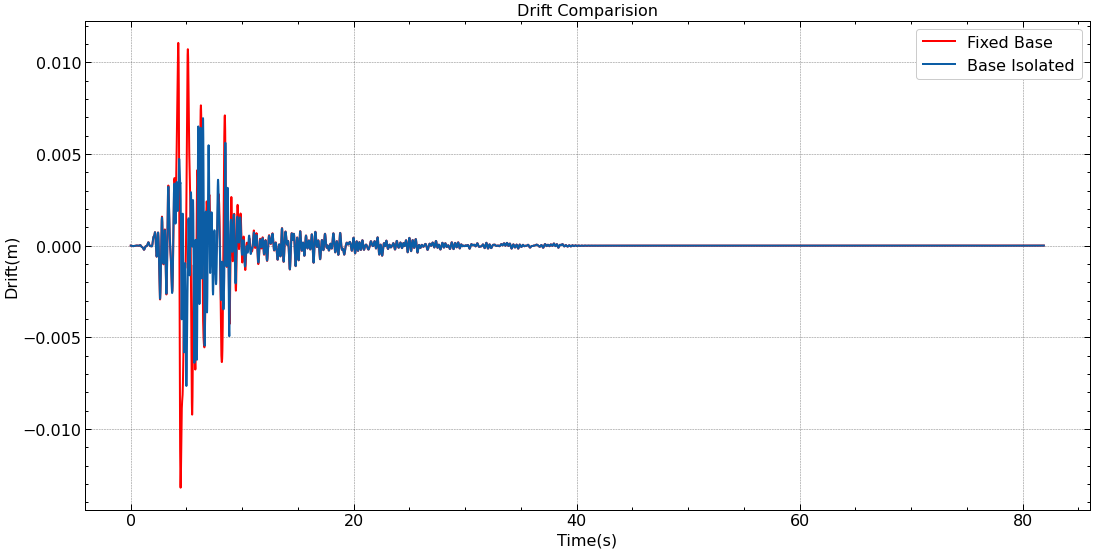 Drift Comparision
Fixed Base
Base Isolated
0.010
0.005
0.000
−0.005
−0.010
Drift(m)
0 20 40 60 80
Time(s)